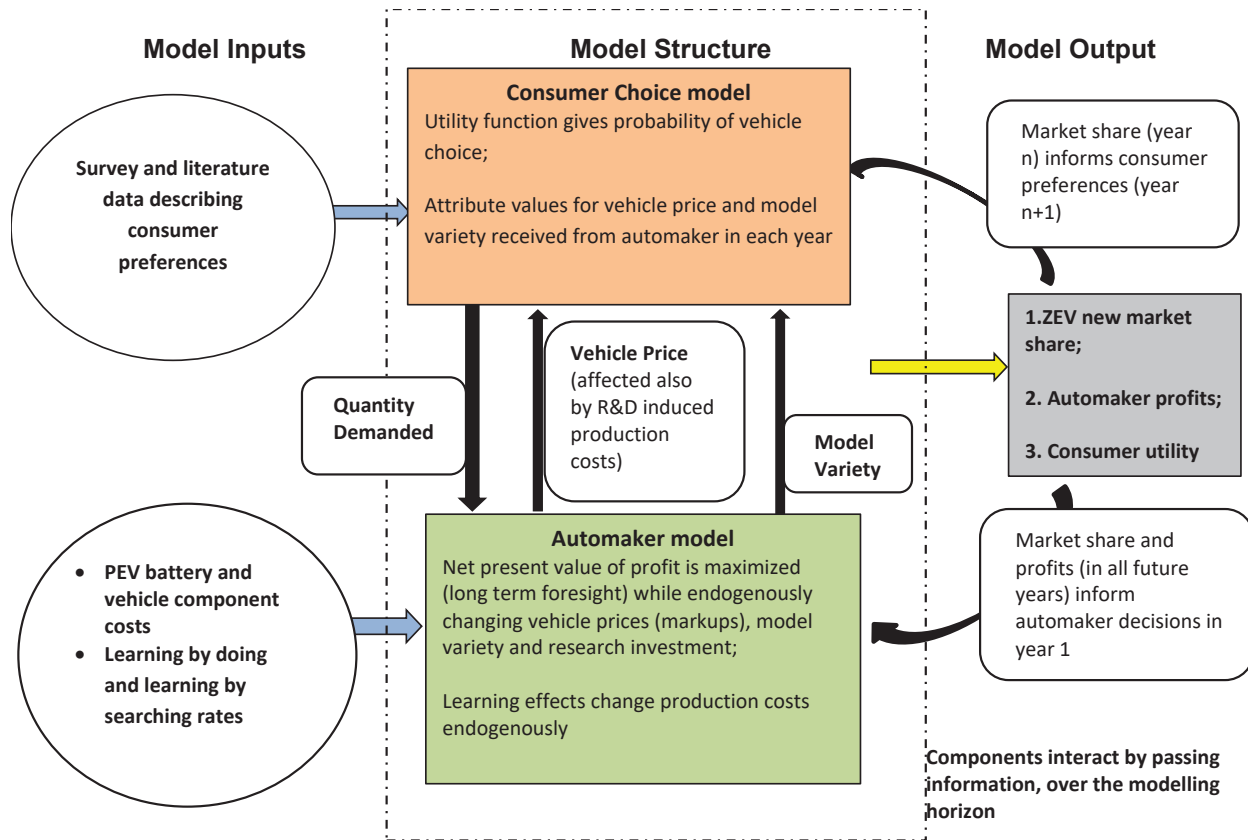 Model Inputs
Model Structure
Model Output
Survey and literature
data describing
consumer
preferences
Consumer Choice model
Utility function gives probability of vehicle
choice;
Attribute values for vehicle price and model
variety received from automaker in each year
Market share (year
n) informs consumer
preferences (year
n+1)
Quantity
Demanded
Vehicle Price
(affected also
by R&D induced
production
costs)
Model
Variety
1.ZEV new market
share;
2. Automaker profits;
3. Consumer utility
• PEV battery and
vehicle component
costs
• Learning by doing
and learning by
searching rates
Automaker model
Net present value of profit is maximized
(long term foresight) while endogenously
changing vehicle prices (markups), model
variety and research investment;
Learning effects change production costs
endogenously
Market share and
profits (in all future
years) inform
automaker decisions in
year 1
Components interact by passing
information, over the modelling
horizon